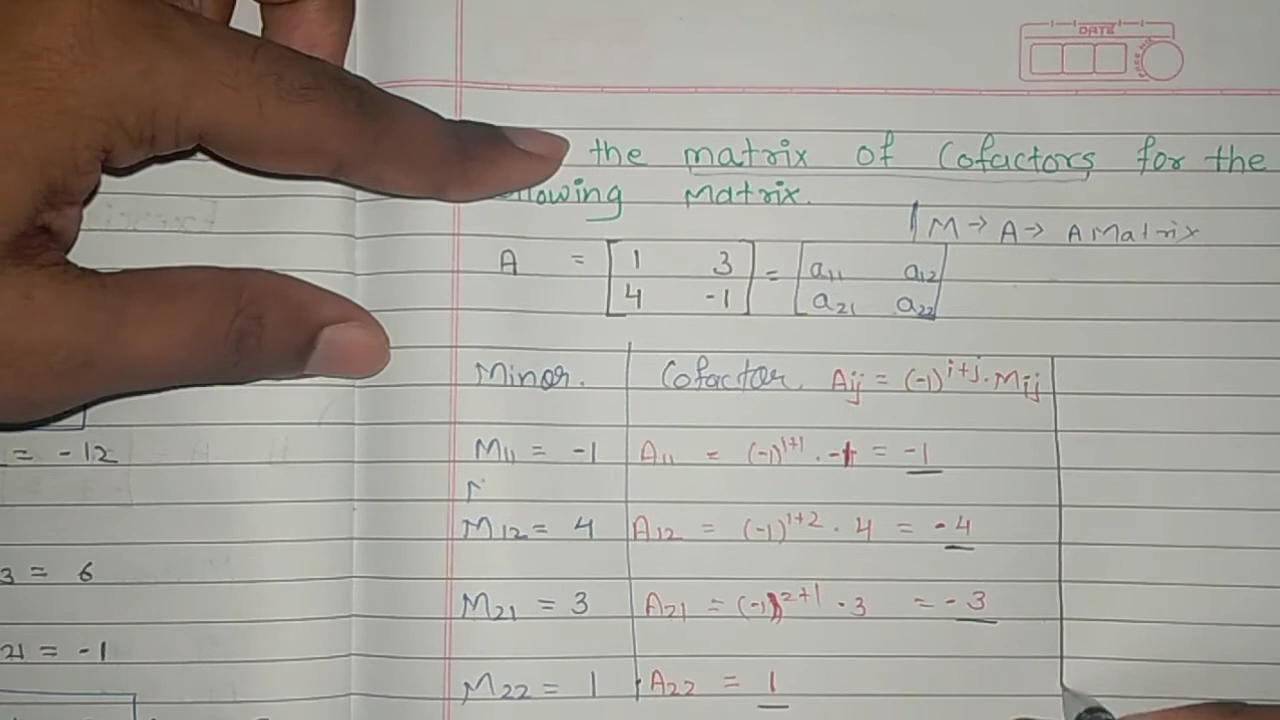 DATE
the matrix of Cofactors for the
llowing Matrix.
M → A → A Matrix
A = [1 3 4 -1] = [a₁₁ a₁₂ a₂₁ a₂₂]
Minor. Cofactor. Aij = (-1)^i+j . Mij
= -12
M₁₁ = -1 A₁₁ = (-1)^1+1 . -1 = -1
M₁₂ = 4 A₁₂ = (-1)^1+2 . 4 = -4
3 = 6
M₂₁ = 3 A₂₁ = (-1)^2+1 . 3 = -3
21 = -1
M₂₂ = 1 A₂₂ = 1